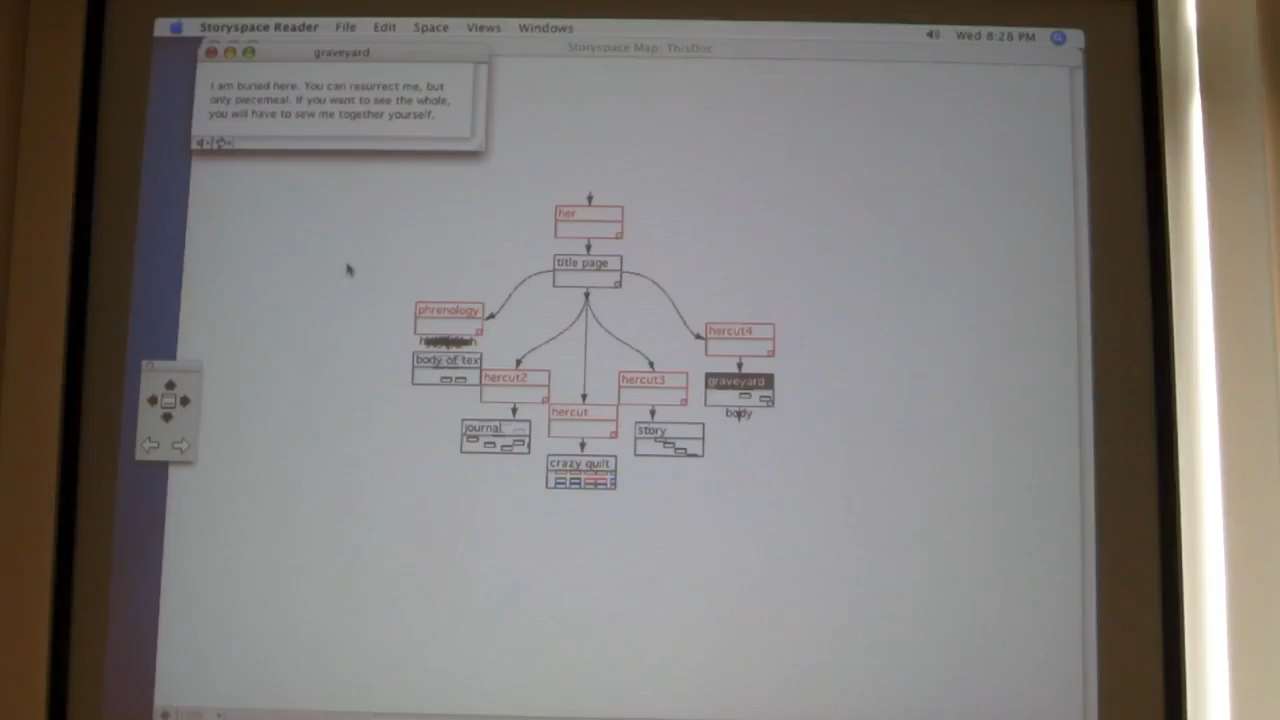 Storyspace Reader File Edit Space Views Windows
Wed 8:28 PM
graveyard
Storyspace Map: ThisDoc
I am buried here. You can resurrect me, but
only piecemeal. If you want to see the whole,
you will have to sew me together yourself.
her
title page
phrenology
hercut4
body of tex
hercut2
hercut3
graveyard
hercut
body
journal
story
crazy quilt